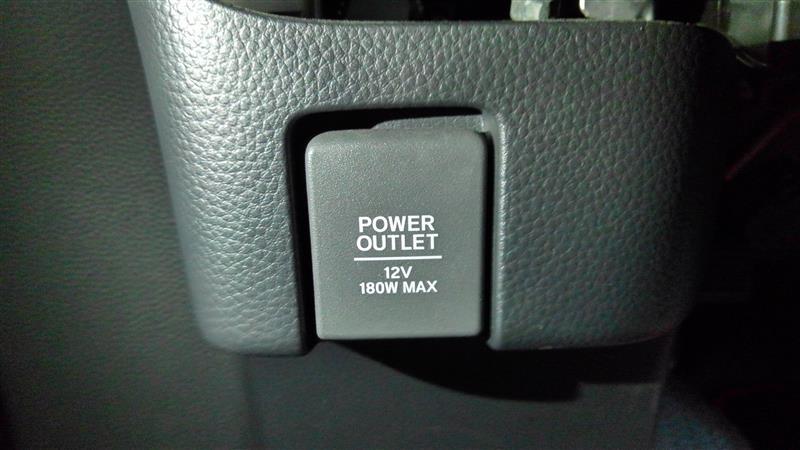 POWER
OUTLET
12V
180W MAX